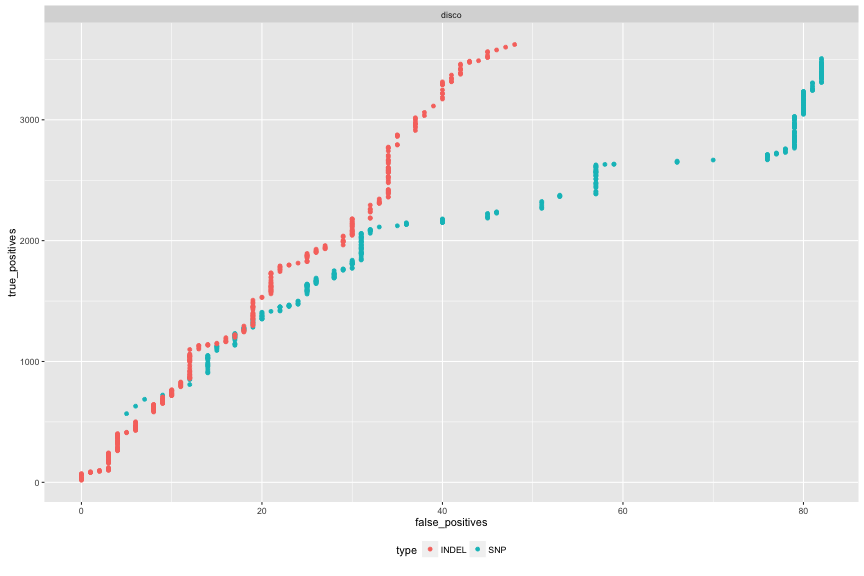 disco
true_positives
3000
2000
1000
0
0 20 40 60 80
false_positives
type INDEL SNP